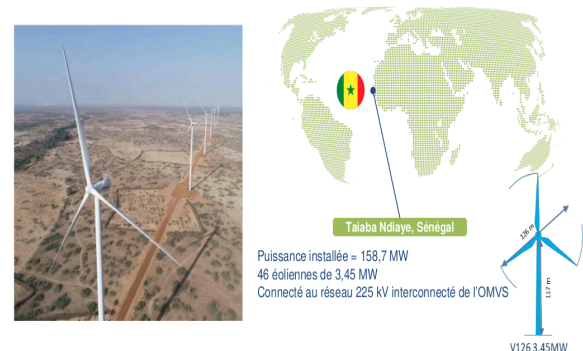 Taiaba Ndiaye, Sénégal
Puissance installée = 158,7 MW
46 éoliennes de 3,45 MW
Connecté au réseau 225 kV interconnecté de l'OMVS
126 m
117 m
V126 3.45MW